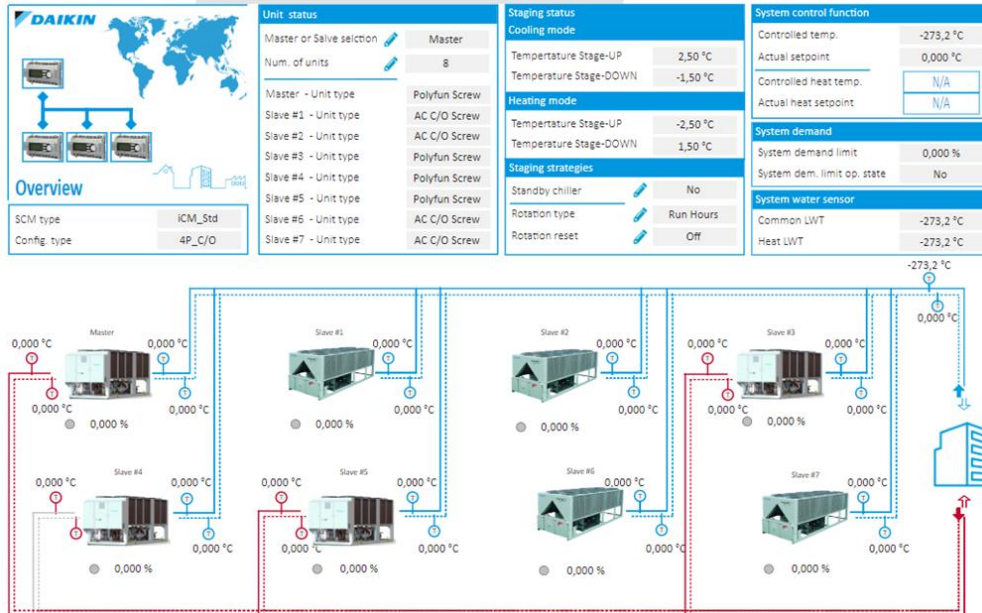 DAIKIN
Overview
SCM type iCM_Std
Config. type 4P_C/O
Unit status
Master or Salve selction Master
Num. of units 8
Master - Unit type Polyfun Screw
Slave #1 - Unit type AC C/O Screw
Slave #2 - Unit type AC C/O Screw
Slave #3 - Unit type Polyfun Screw
Slave #4 - Unit type Polyfun Screw
Slave #5 - Unit type Polyfun Screw
Slave #6 - Unit type AC C/O Screw
Slave #7 - Unit type AC C/O Screw
Staging status
Cooling mode
Tempertature Stage-UP 2,50 °C
Temperature Stage-DOWN -1,50 °C
Heating mode
Tempertature Stage-UP -2,50 °C
Temperature Stage-DOWN 1,50 °C
Staging strategies
Standby chiller No
Rotation type Run Hours
Rotation reset Off
System control function
Controlled temp. -273,2 °C
Actual setpoint 0,000 °C
Controlled heat temp. N/A
Actual heat setpoint N/A
System demand
System demand limit 0,000 %
System dem. limit op. state No
System water sensor
Common LWT -273,2 °C
Heat LWT -273,2 °C
-273,2 °C
T
T
0,000 °C
Master Slave #1 Slave #2 Slave #3
0,000 °C 0,000 °C 0,000 °C 0,000 °C 0,000 °C 0,000 °C
T T T T T T
T T T T T T
0,000 °C 0,000 °C 0,000 °C 0,000 °C 0,000 °C 0,000 °C
0,000 % 0,000 % 0,000 % 0,000 %
Slave #4 Slave #5 Slave #6 Slave #7
0,000 °C 0,000 °C 0,000 °C 0,000 °C 0,000 °C 0,000 °C
T T T T T T
T T T T T T
0,000 °C 0,000 °C 0,000 °C 0,000 °C 0,000 °C
0,000 % 0,000 % 0,000 % 0,000 %